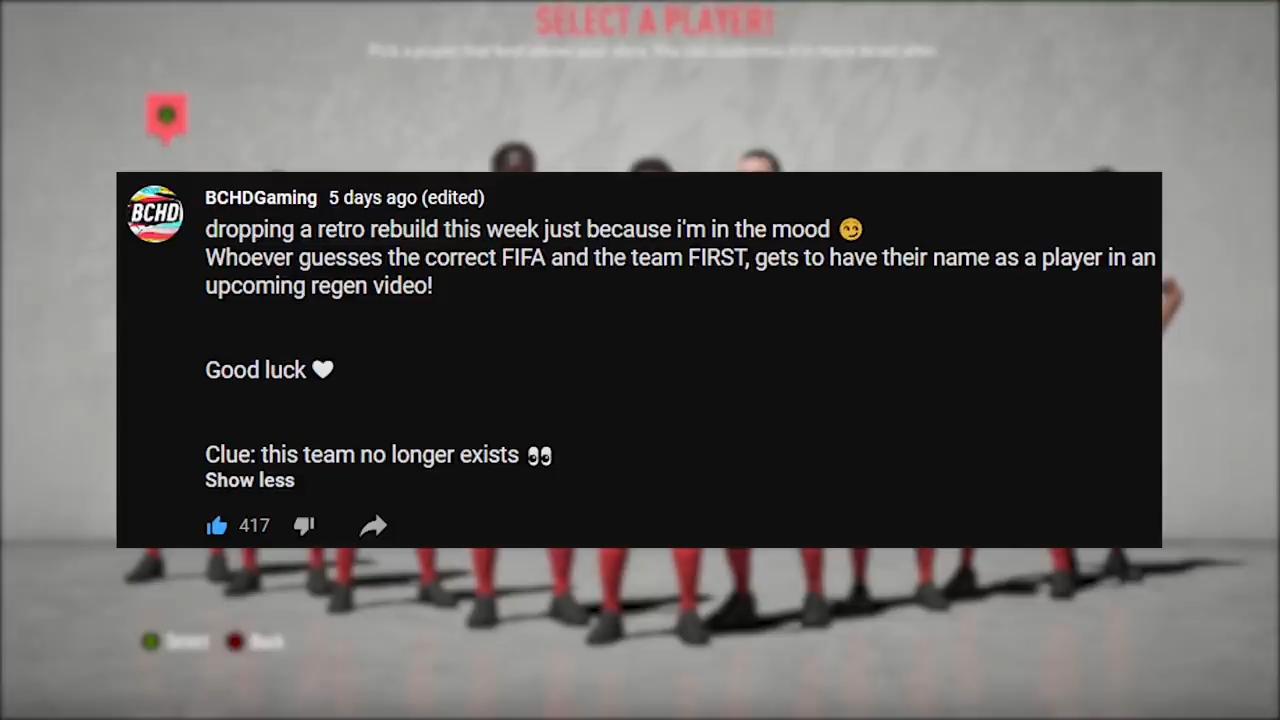 SELECT A PLAYER!
BCHD
BCHDGaming 5 days ago (edited)
dropping a retro rebuild this week just because i'm in the mood 😏
Whoever guesses the correct FIFA and the team FIRST, gets to have their name as a player in an
upcoming regen video!
Good luck 🤍
Clue: this team no longer exists 👀
Show less
417
Select Back